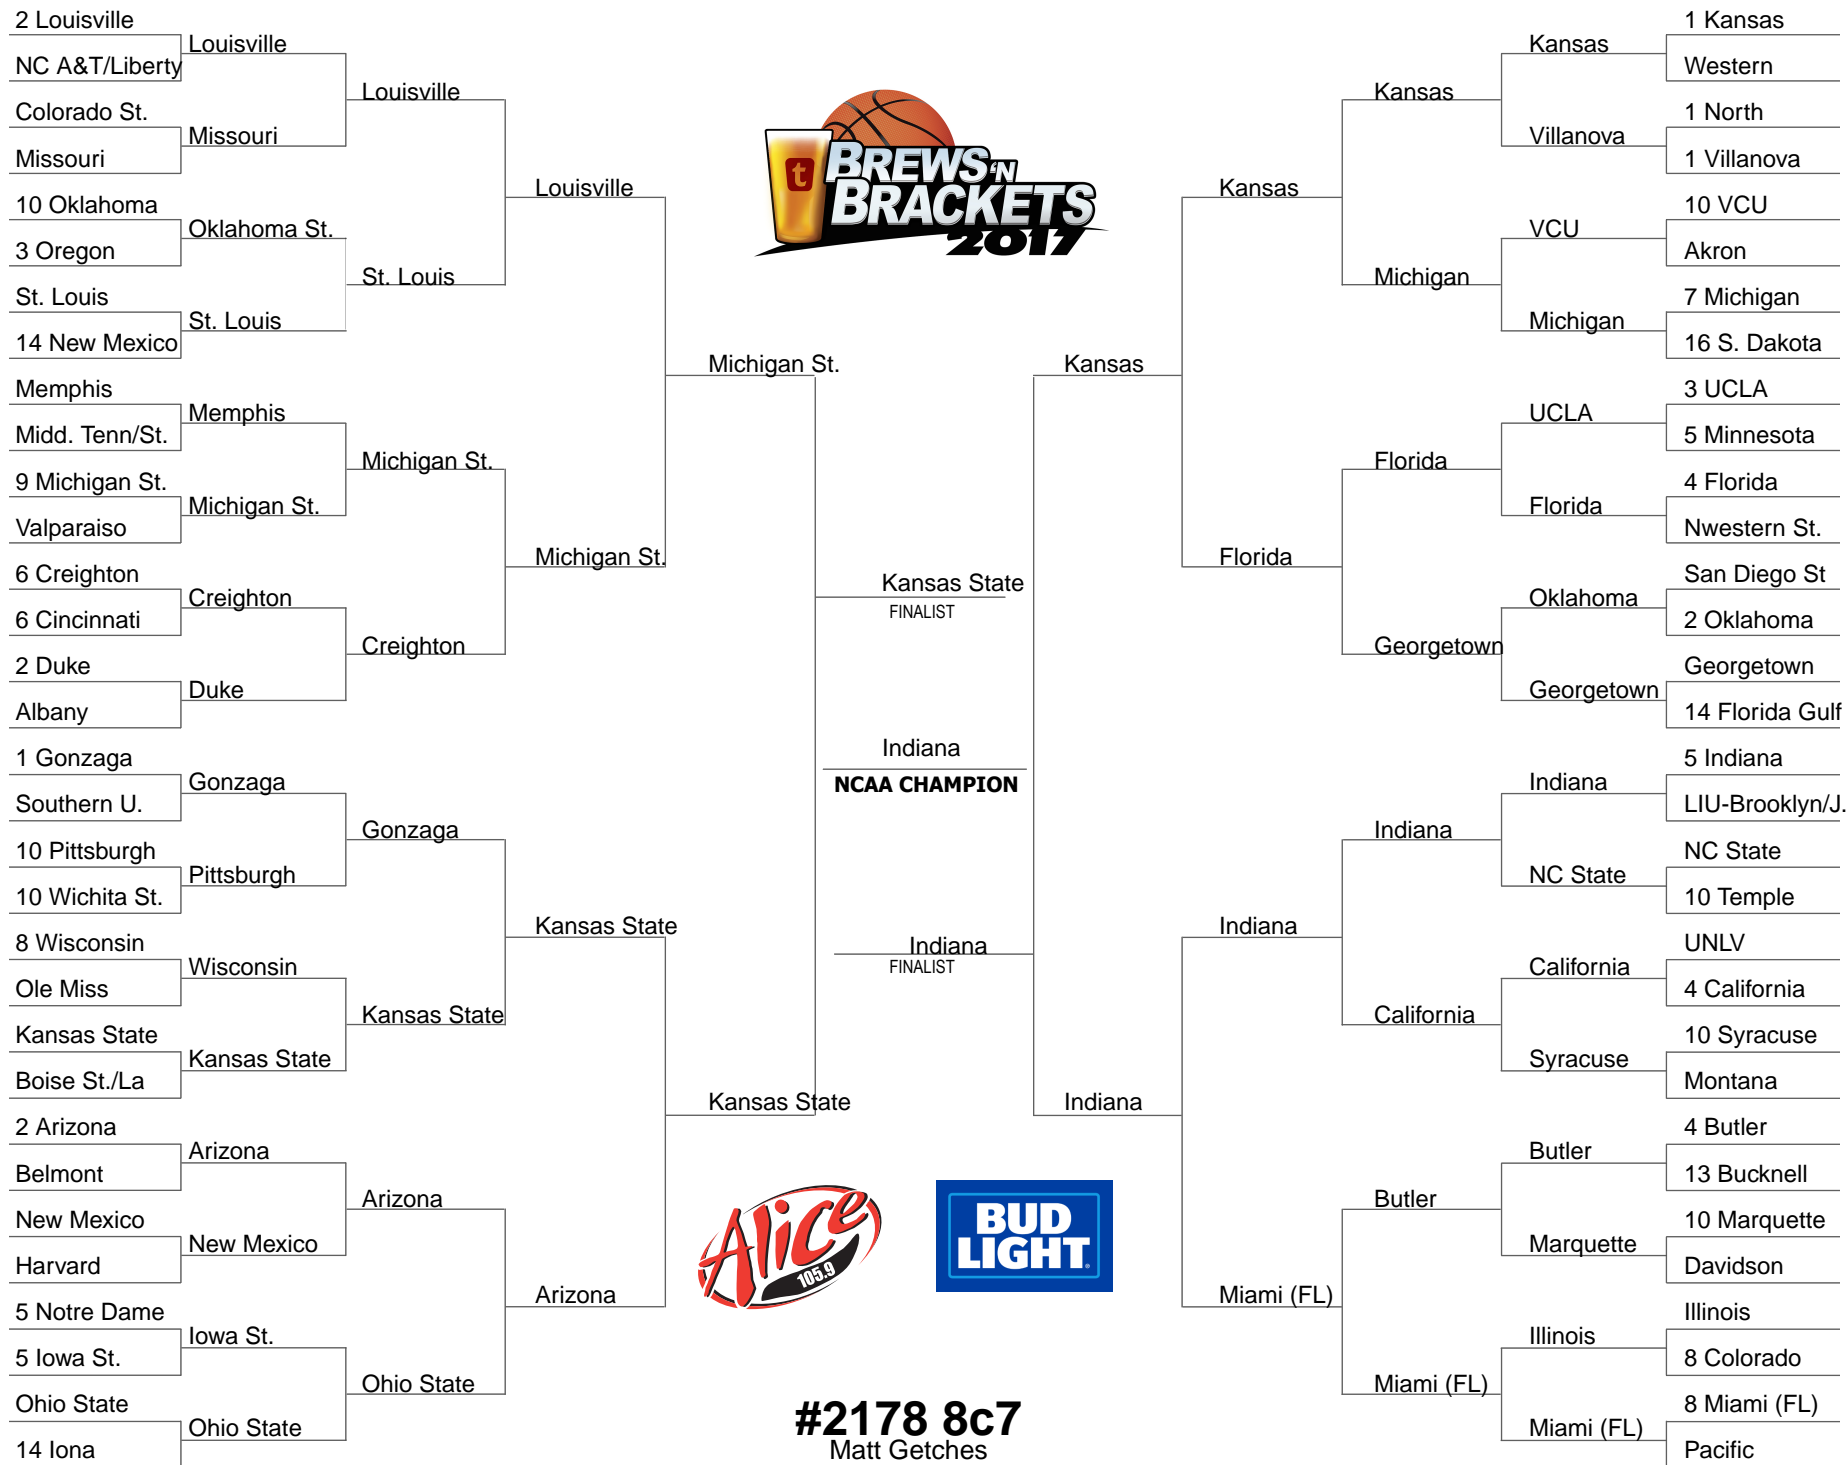 2 Louisville
NC A&T/Liberty
Colorado St.
Missouri
10 Oklahoma
3 Oregon
St. Louis
14 New Mexico
Memphis
Midd. Tenn/St.
9 Michigan St.
Valparaiso
6 Creighton
6 Cincinnati
2 Duke
Albany
1 Gonzaga
Southern U.
10 Pittsburgh
10 Wichita St.
8 Wisconsin
Ole Miss
Kansas State
Boise St./La
2 Arizona
Belmont
New Mexico
Harvard
5 Notre Dame
5 Iowa St.
Ohio State
14 Iona
Louisville
Missouri
Oklahoma St.
St. Louis
Memphis
Michigan St.
Creighton
Duke
Gonzaga
Pittsburgh
Wisconsin
Kansas State
Arizona
New Mexico
Iowa St.
Ohio State
Louisville
St. Louis
Michigan St.
Creighton
Gonzaga
Kansas State
Arizona
Ohio State
Louisville
Michigan St.
Kansas State
Arizona
Michigan St.
Kansas State
t
BREWS 'N
BRACKETS
2017
Kansas State
FINALIST
Indiana
NCAA CHAMPION
Indiana
FINALIST
Alice
105.9
BUD
LIGHT
#2178 8c7
Matt Getches
Kansas
Indiana
Kansas
Florida
Indiana
Miami (FL)
Kansas
Michigan
Florida
Georgetown
Indiana
California
Butler
Miami (FL)
Kansas
Villanova
VCU
Michigan
UCLA
Florida
Oklahoma
Georgetown
Indiana
NC State
California
Syracuse
Butler
Marquette
Illinois
Miami (FL)
1 Kansas
Western
1 North
1 Villanova
10 VCU
Akron
7 Michigan
16 S. Dakota
3 UCLA
5 Minnesota
4 Florida
Nwestern St.
San Diego St
2 Oklahoma
Georgetown
14 Florida Gulf
5 Indiana
LIU-Brooklyn/J.
NC State
10 Temple
UNLV
4 California
10 Syracuse
Montana
4 Butler
13 Bucknell
10 Marquette
Davidson
Illinois
8 Colorado
8 Miami (FL)
Pacific